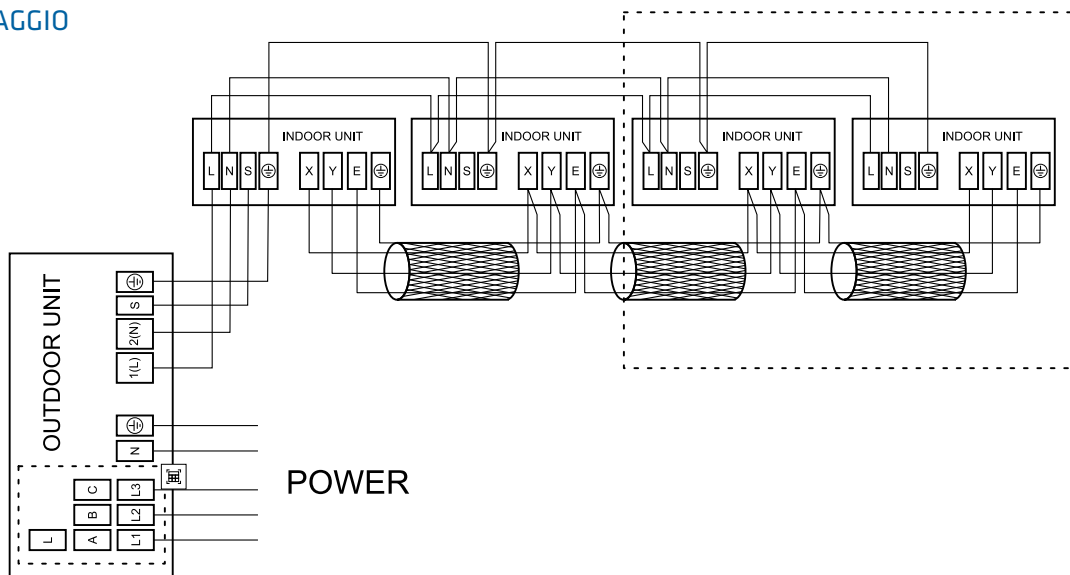 AGGIO
INDOOR UNIT
L N S
X Y E
INDOOR UNIT
L N S
X Y E
INDOOR UNIT
L N S
X Y E
INDOOR UNIT
L N S
X Y E
OUTDOOR UNIT
S
2(N)
1(L)
N
C L3
B L2
L A L1
POWER